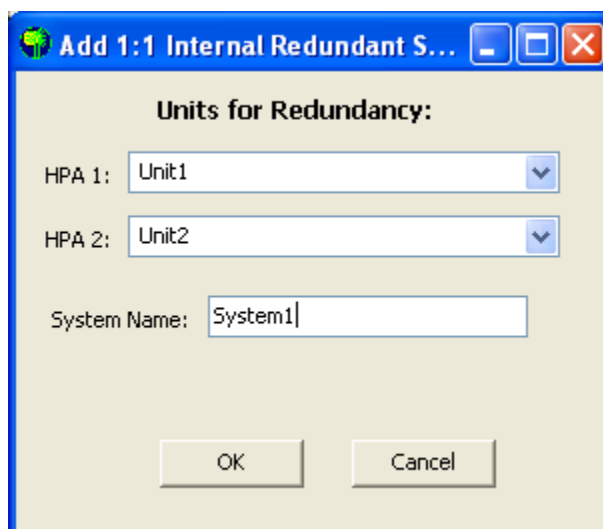 Add 1:1 Internal Redundant S...
Units for Redundancy:
HPA 1: Unit1
HPA 2: Unit2
System Name: System1
OK Cancel